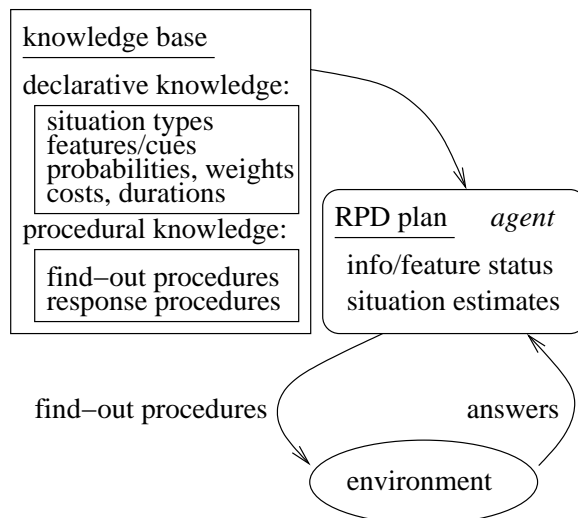 knowledge base
declarative knowledge:
situation types
features/cues
probabilities, weights
costs, durations
procedural knowledge:
find−out procedures
response procedures
RPD plan agent
info/feature status
situation estimates
find−out procedures
answers
environment